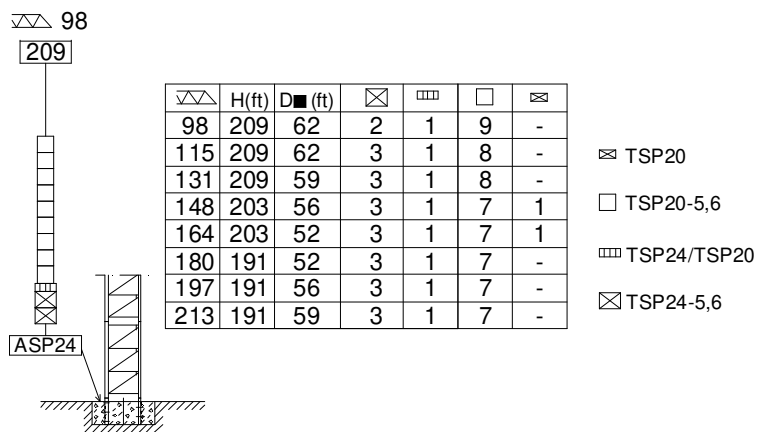 98
209
H(ft) D■ (ft)
98 209 62 2 1 9 -
115 209 62 3 1 8 -
131 209 59 3 1 8 -
148 203 56 3 1 7 1
164 203 52 3 1 7 1
180 191 52 3 1 7 -
197 191 56 3 1 7 -
213 191 59 3 1 7 -
TSP20
TSP20-5,6
TSP24/TSP20
TSP24-5,6
ASP24